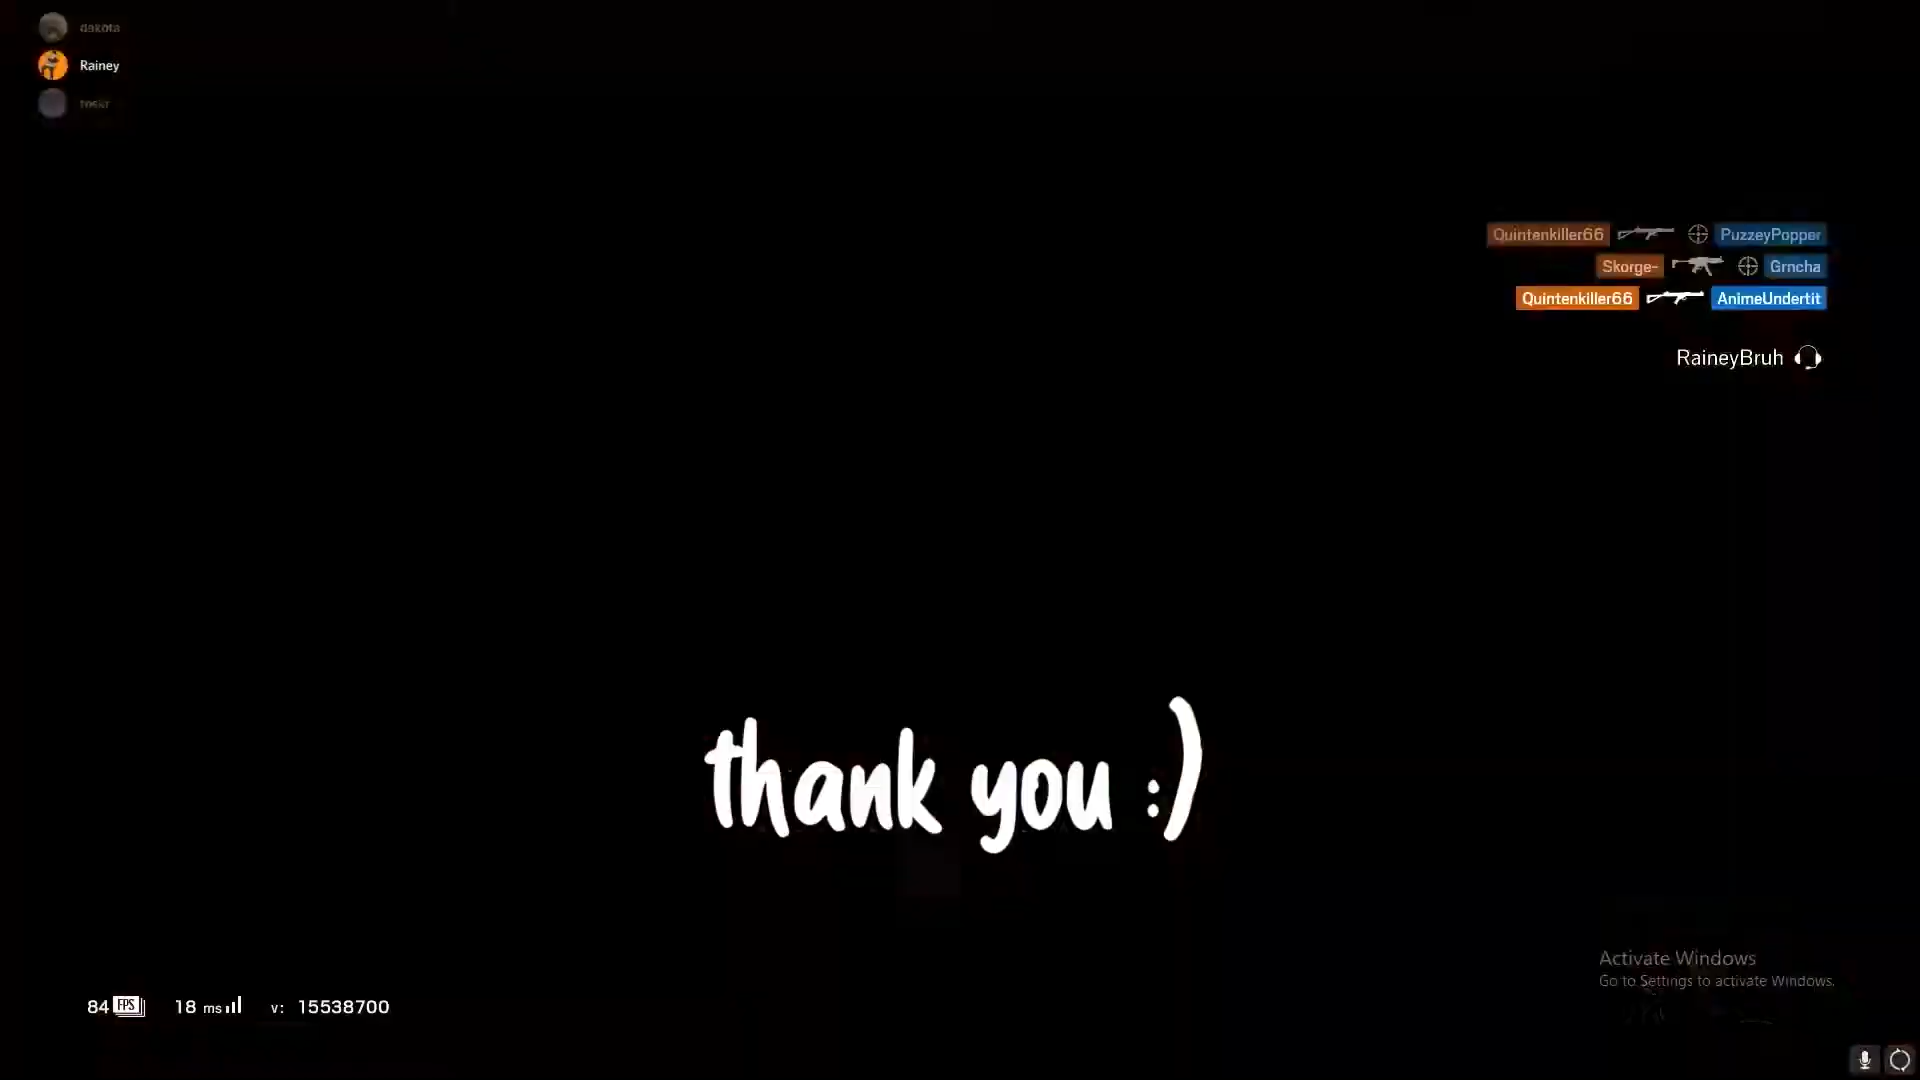 dakota
Rainey
Quintenkiller66 PuzzeyPopper
Skorge- Grncha
Quintenkiller66 AnimeUndertit
RaineyBruh
thank you :)
Activate Windows
Go to Settings to activate Windows.
84 FPS 18 ms v: 15538700